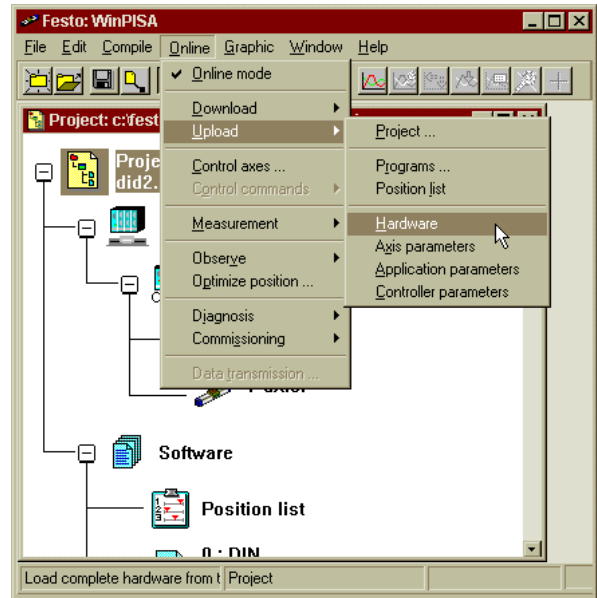 Festo: WinPISA
File Edit Compile Online Graphic Window Help
Online mode
Download
Upload
Control axes ...
Control commands
Measurement
Observe
Optimize position ...
Diagnosis
Commissioning
Data transmission ...
Project ...
Programs ...
Position list
Hardware
Axis parameters
Application parameters
Controller parameters
Project: c:\fest
Proje
did2.
Software
Position list
0 : DIN
Load complete hardware from t Project